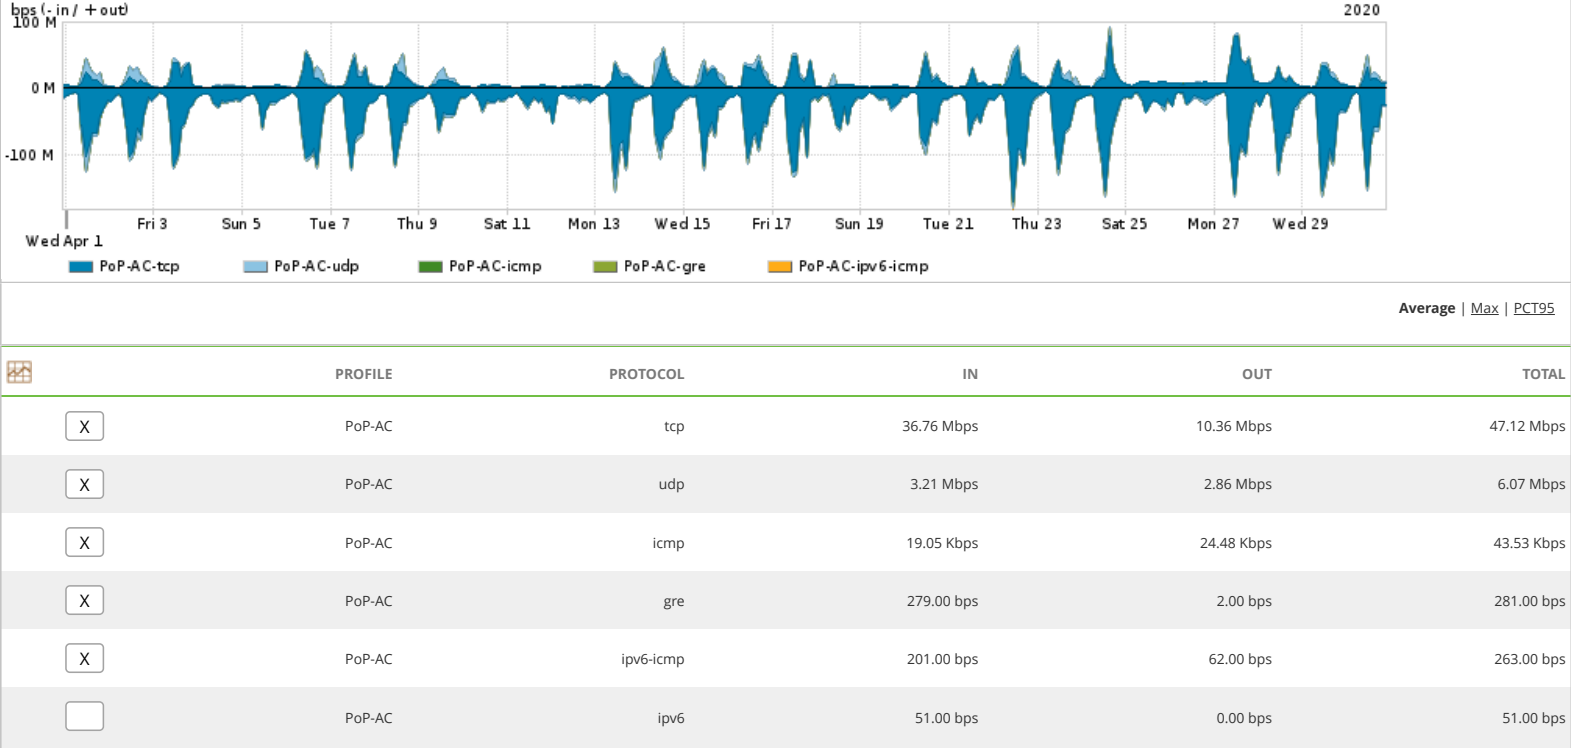 bps (- in / + out) 2020
100 M
0 M
-100 M
Fri 3 Sun 5 Tue 7 Thu 9 Sat 11 Mon 13 Wed 15 Fri 17 Sun 19 Tue 21 Thu 23 Sat 25 Mon 27 Wed 29
Wed Apr 1
PoP-AC-tcp PoP-AC-udp PoP-AC-icmp PoP-AC-gre PoP-AC-ipv6-icmp
Average | Max | PCT95
PROFILE PROTOCOL IN OUT TOTAL
X PoP-AC tcp 36.76 Mbps 10.36 Mbps 47.12 Mbps
X PoP-AC udp 3.21 Mbps 2.86 Mbps 6.07 Mbps
X PoP-AC icmp 19.05 Kbps 24.48 Kbps 43.53 Kbps
X PoP-AC gre 279.00 bps 2.00 bps 281.00 bps
X PoP-AC ipv6-icmp 201.00 bps 62.00 bps 263.00 bps
PoP-AC ipv6 51.00 bps 0.00 bps 51.00 bps